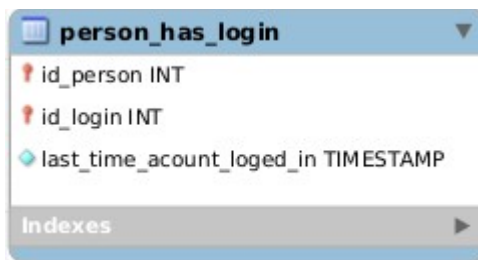 person_has_login
id_person INT
id_login INT
last_time_acount_loged_in TIMESTAMP
Indexes